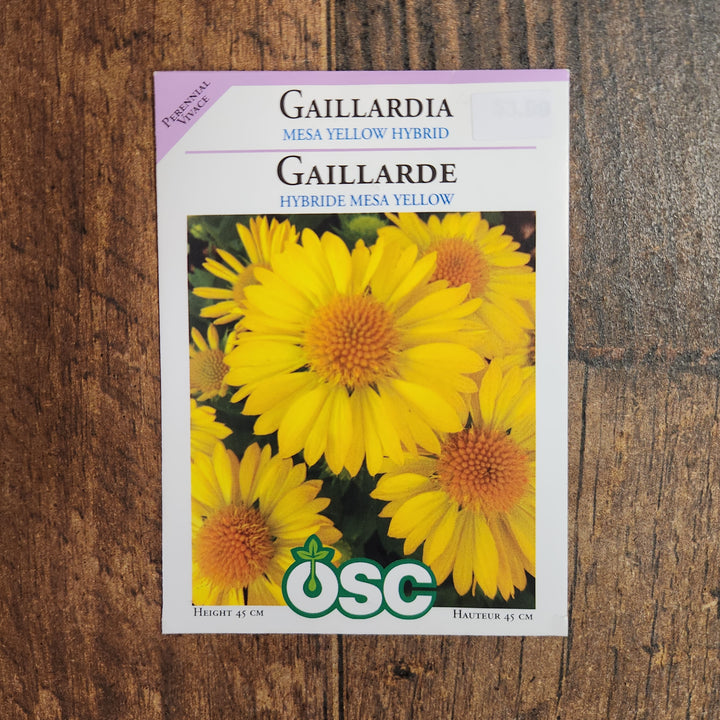 PERENNIAL
VIVACE
GAILLARDIA
MESA YELLOW HYBRID
GAILLARDE
HYBRIDE MESA YELLOW
OSC
HEIGHT 45 CM
HAUTEUR 45 CM